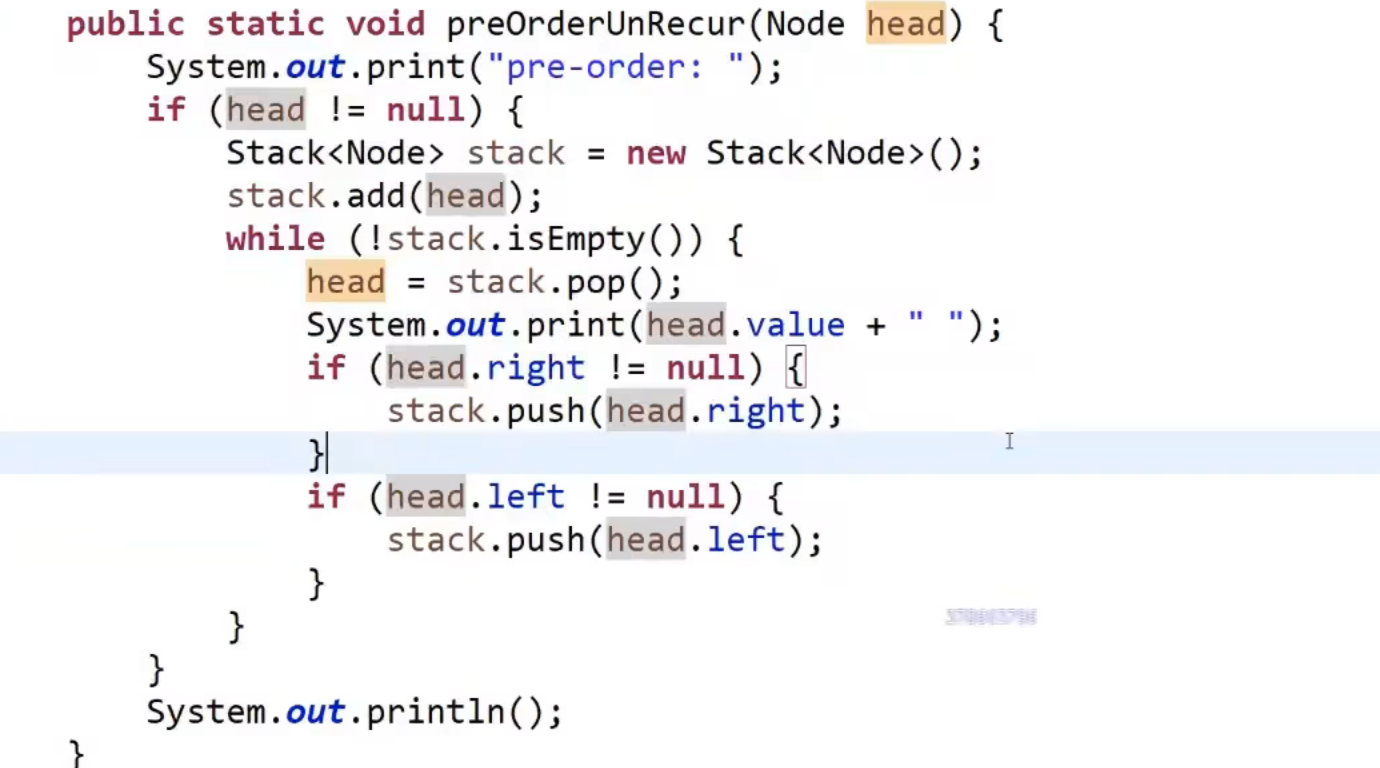 public static void preOrderUnRecur(Node head) {
System.out.print("pre-order: ");
if (head != null) {
Stack<Node> stack = new Stack<Node>();
stack.add(head);
while (!stack.isEmpty()) {
head = stack.pop();
System.out.print(head.value + " ");
if (head.right != null) {
stack.push(head.right);
}
if (head.left != null) {
stack.push(head.left);
}
}
}
System.out.println();
}